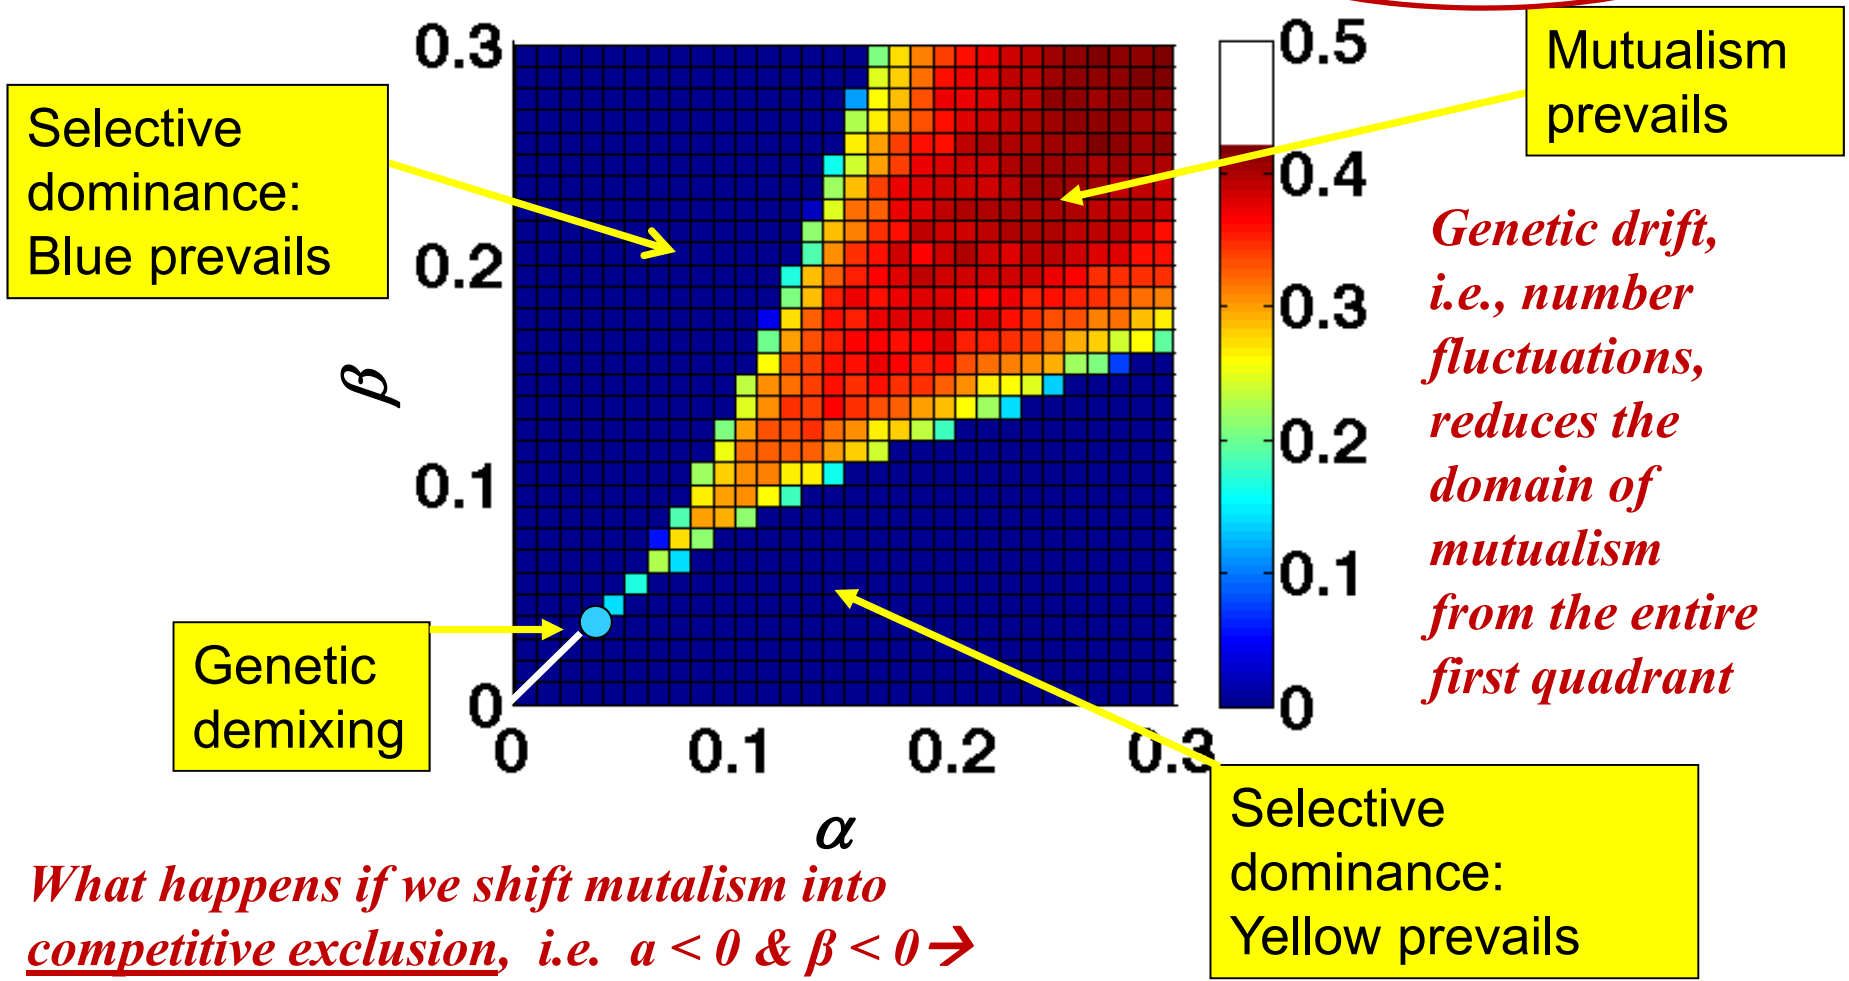 0.3
0.2
0.1
0
0
0.1
0.2
0.3
β
α
0.5
0.4
0.3
0.2
0.1
0
Selective
dominance:
Blue prevails
Mutualism
prevails
Genetic drift,
i.e., number
fluctuations,
reduces the
domain of
mutualism
from the entire
first quadrant
Genetic
demixing
Selective
dominance:
Yellow prevails
What happens if we shift mutalism into
competitive exclusion, i.e. a < 0 & β < 0→